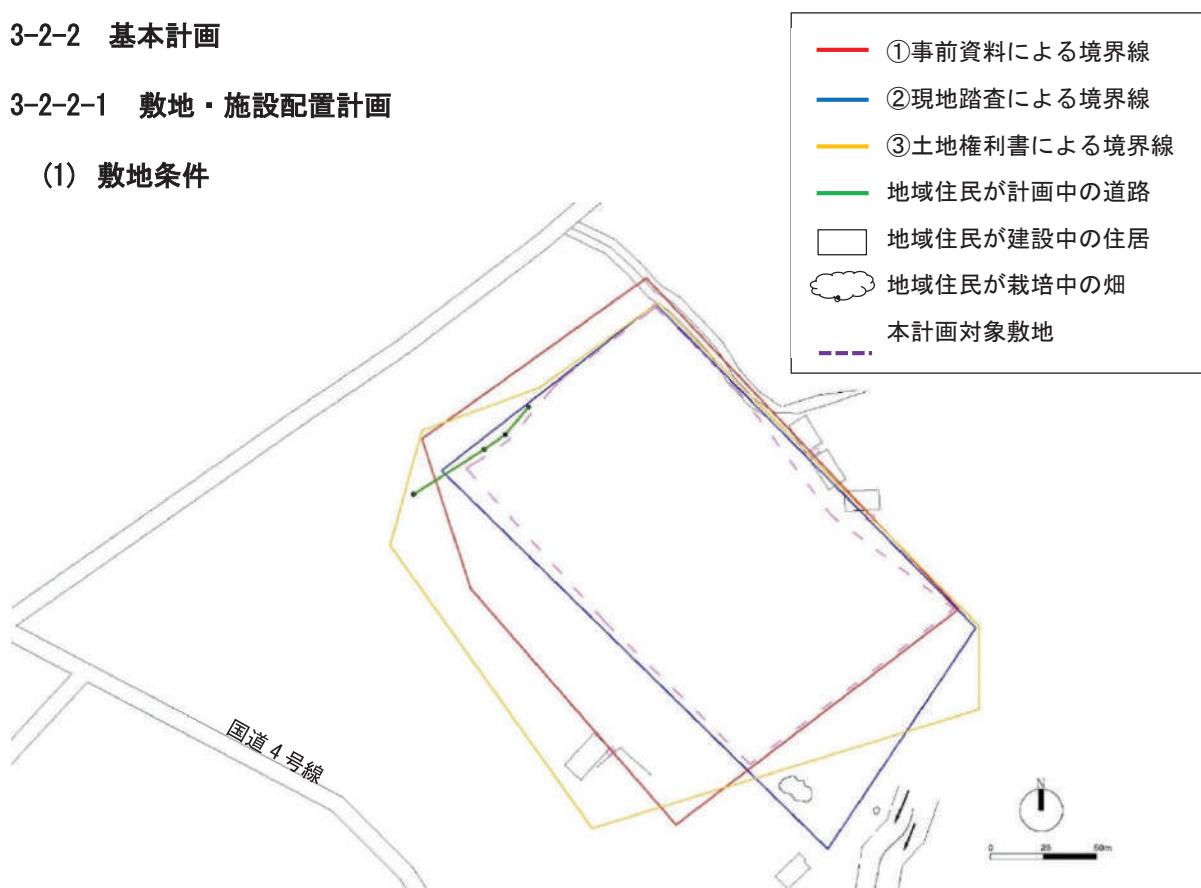 3-2-2 基本計画
3-2-2-1 敷地・施設配置計画
(1) 敷地条件
①事前資料による境界線
②現地踏査による境界線
③土地権利書による境界線
地域住民が計画中の道路
地域住民が建設中の住居
地域住民が栽培中の畑
本計画対象敷地
国道4号線
N
0 25 50m